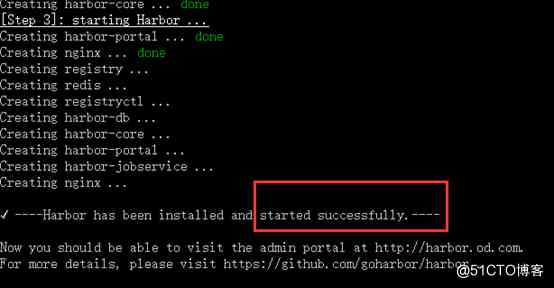 Creating harbor-core ... done
[Step 3]: starting Harbor ...
Creating harbor-portal ... done
Creating nginx ... done
Creating registry ...
Creating redis ...
Creating registryctl ...
Creating harbor-db ...
Creating harbor-core ...
Creating harbor-portal ...
Creating harbor-jobservice ...
Creating nginx ...
✓ ----Harbor has been installed and started successfully.----
Now you should be able to visit the admin portal at http://harbor.od.com.
For more details, please visit https://github.com/goharbor/harbor
@51CTO博客